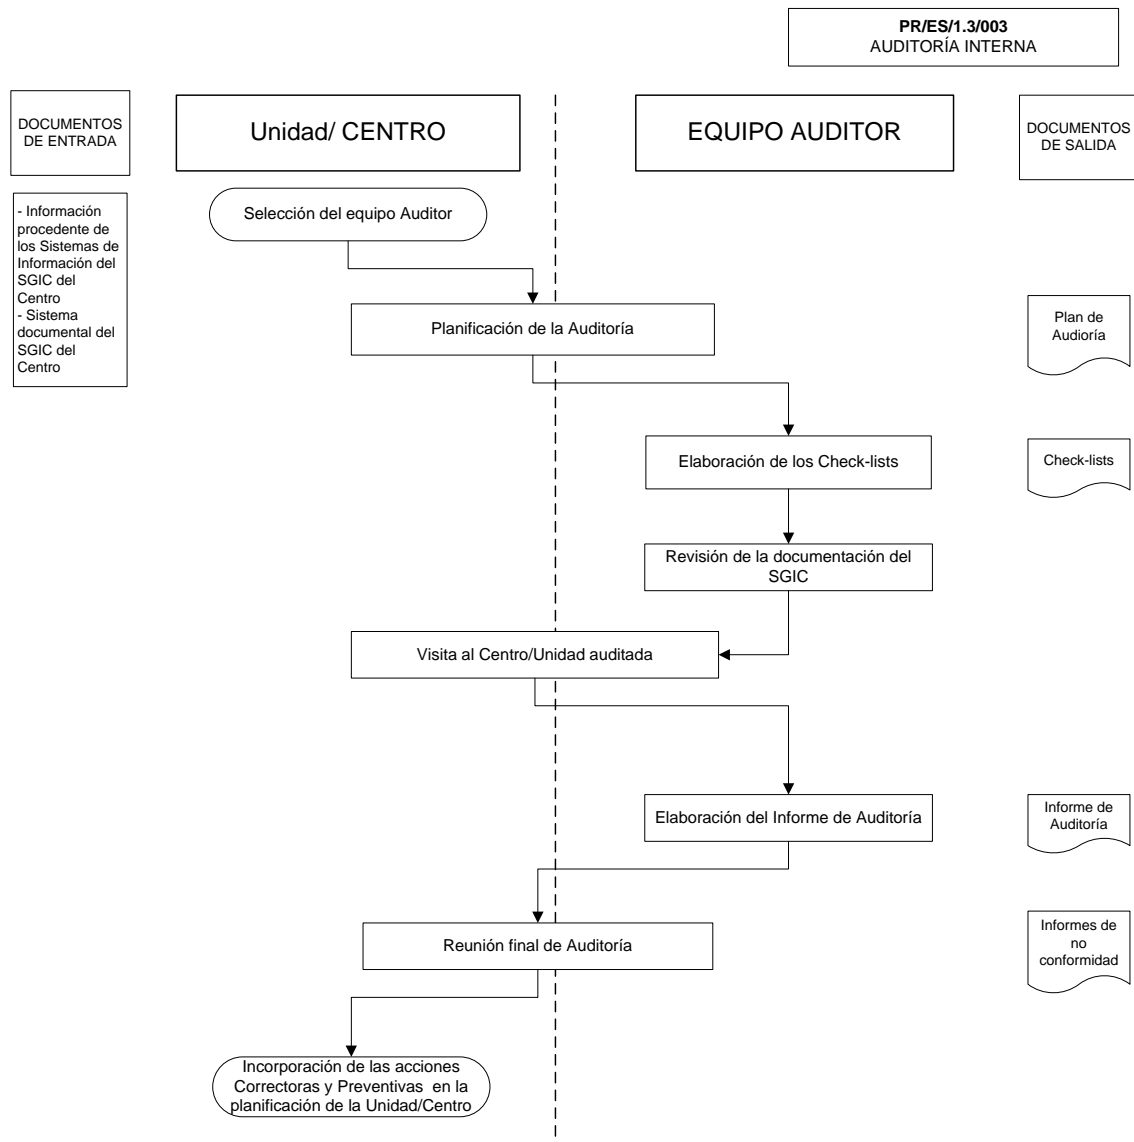 PR/ES/1.3/003
AUDITORÍA INTERNA
DOCUMENTOS
DE ENTRADA
Unidad/ CENTRO
EQUIPO AUDITOR
DOCUMENTOS
DE SALIDA
- Información
procedente de
los Sistemas de
Información del
SGIC del
Centro
- Sistema
documental del
SGIC del
Centro
Selección del equipo Auditor
Planificación de la Auditoría
Plan de
Audioría
Elaboración de los Check-lists
Check-lists
Revisión de la documentación del
SGIC
Visita al Centro/Unidad auditada
Elaboración del Informe de Auditoría
Informe de
Auditoría
Reunión final de Auditoría
Informes de
no
conformidad
Incorporación de las acciones
Correctoras y Preventivas en la
planificación de la Unidad/Centro